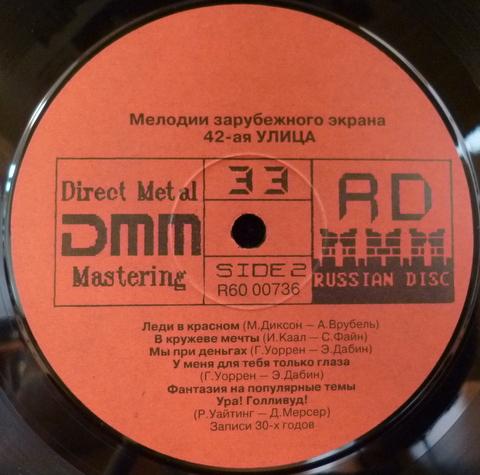 Мелодии зарубежного экрана
42-ая УЛИЦА
Direct Metal
DMM
Mastering
33
SIDE 2
R60 00736
RD
RUSSIAN DISC
Леди в красном (М.Диксон — А.Врубель)
В кружеве мечты (И.Каал — С.Файн)
Мы при деньгах (Г.Уоррен — Э.Дабин)
У меня для тебя только глаза
(Г.Уоррен — Э.Дабин)
Фантазия на популярные темы
Ура! Голливуд!
(Р.Уайтинг — Д.Мерсер)
Записи 30-х годов